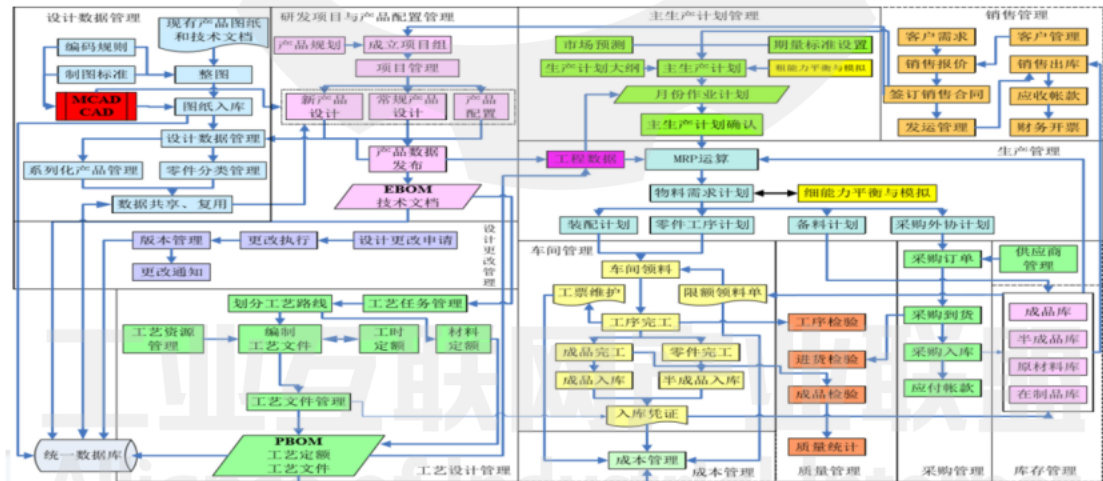 设计数据管理
编码规则
现有产品图纸
和技术文档
制图标准
整图
MCAD
CAD
图纸入库
设计数据管理
系列化产品管理
零件分类管理
数据共享、复用
研发项目与产品配置管理
产品规划
成立项目组
项目管理
新产品
设计
常规产品
设计
产品
配置
产品数据
发布
EBOM
技术文档
主生产计划管理
市场预测
期量标准设置
生产计划大纲
主生产计划
粗能力平衡与模拟
月份作业计划
主生产计划确认
销售管理
客户需求
客户管理
销售报价
销售出库
签订销售合同
应收帐款
发运管理
财务开票
生产管理
工程数据
MRP运算
物料需求计划
细能力平衡与模拟
装配计划
零件工序计划
备料计划
采购外协计划
设计更改管理
版本管理
更改执行
设计更改申请
更改通知
划分工艺路线
工艺任务管理
工艺资源
管理
编制
工艺文件
工时
定额
材料
定额
工艺文件管理
统一数据库
PBOM
工艺定额
工艺文件
工艺设计管理
车间管理
车间领料
工票维护
限额领料单
工序完工
成品完工
零件完工
成品入库
半成品入库
入库凭证
成本管理
成本管理
工序检验
进货检验
成品检验
质量统计
质量管理
采购订单
供应商
管理
采购到货
采购入库
应付帐款
采购管理
成品库
半成品库
原材料库
在制品库
库存管理
工业互联网产业联盟